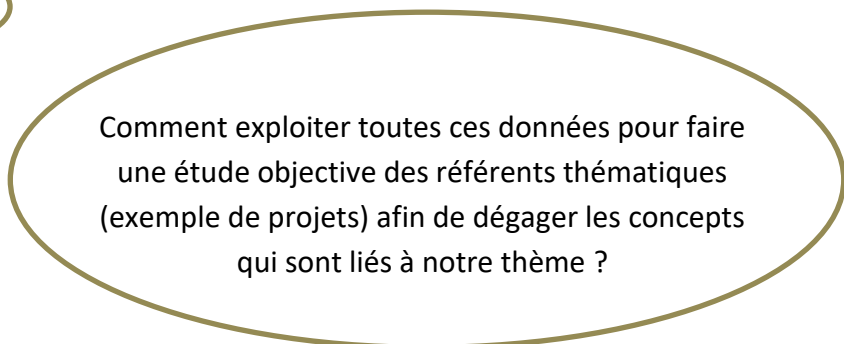 Comment exploiter toutes ces données pour faire
une étude objective des référents thématiques
(exemple de projets) afin de dégager les concepts
qui sont liés à notre thème ?